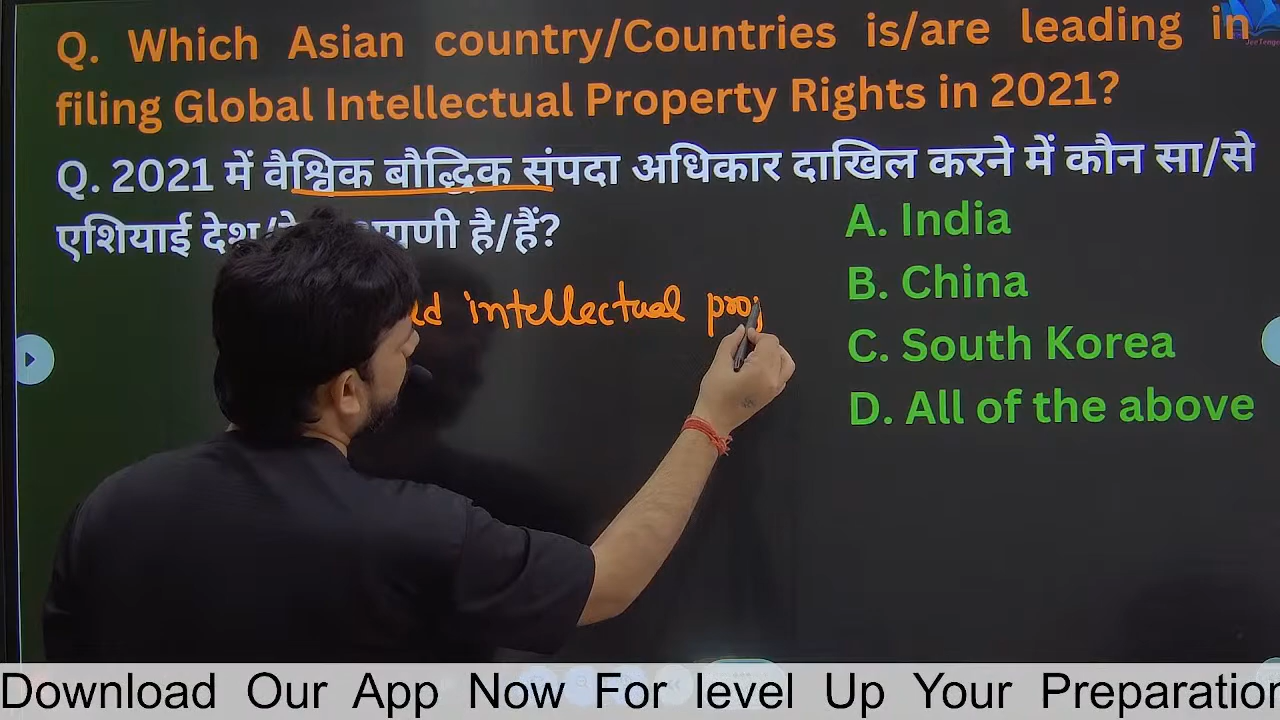 Q. Which Asian country/Countries is/are leading in
filing Global Intellectual Property Rights in 2021?
Q. 2021 में वैश्विक बौद्धिक संपदा अधिकार दाखिल करने में कौन सा/से
एशियाई है/हैं?
A. India
B. China
C. South Korea
D. All of the above
intellectual
Download Our App Now For level Up Your Preparation